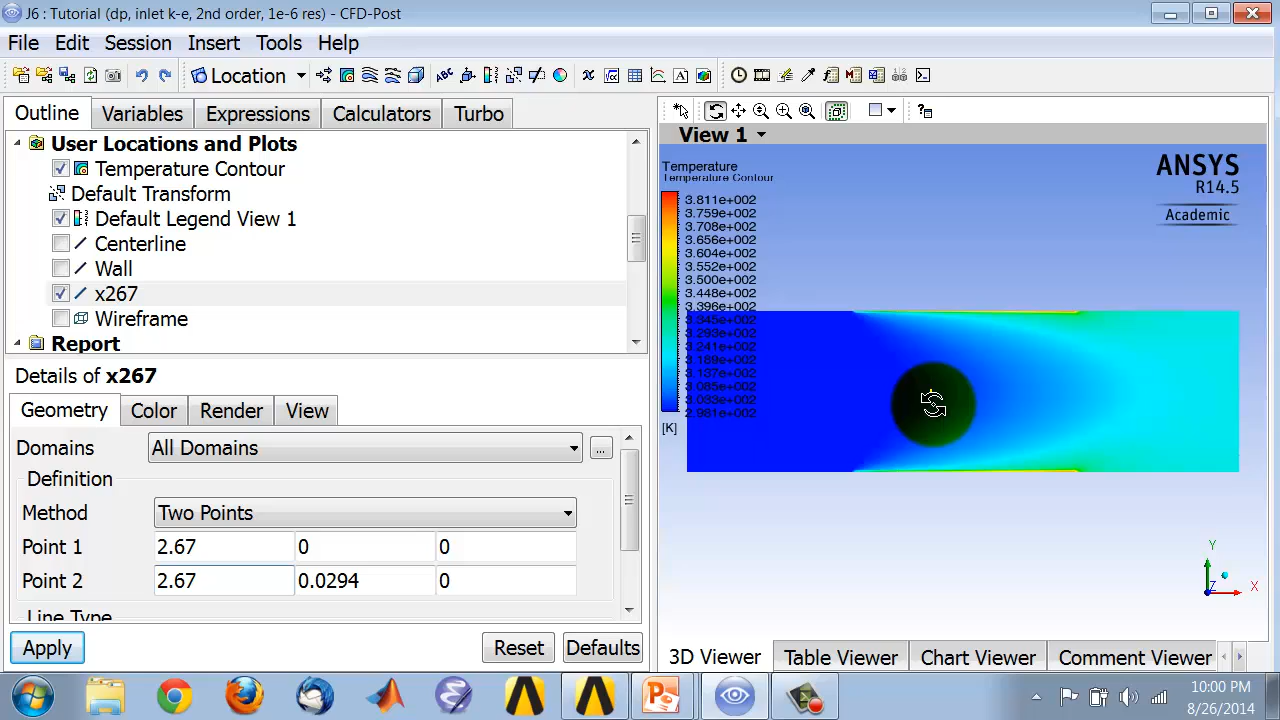 J6 : Tutorial (dp, inlet k-e, 2nd order, 1e-6 res) - CFD-Post
File Edit Session Insert Tools Help
Location
Outline Variables Expressions Calculators Turbo
User Locations and Plots
Temperature Contour
Default Transform
Default Legend View 1
Centerline
Wall
x267
Wireframe
Report
Details of x267
Geometry Color Render View
Domains All Domains ...
Definition
Method Two Points
Point 1 2.67 0 0
Point 2 2.67 0.0294 0
Line Type
Apply Reset Defaults
View 1
Temperature
Temperature Contour
3.811e+002
3.759e+002
3.708e+002
3.656e+002
3.604e+002
3.552e+002
3.500e+002
3.448e+002
3.396e+002
3.345e+002
3.293e+002
3.241e+002
3.189e+002
3.137e+002
3.085e+002
3.033e+002
2.981e+002
[K]
ANSYS
R14.5
Academic
Y
Z
X
3D Viewer Table Viewer Chart Viewer Comment Viewer
10:00 PM
8/26/2014